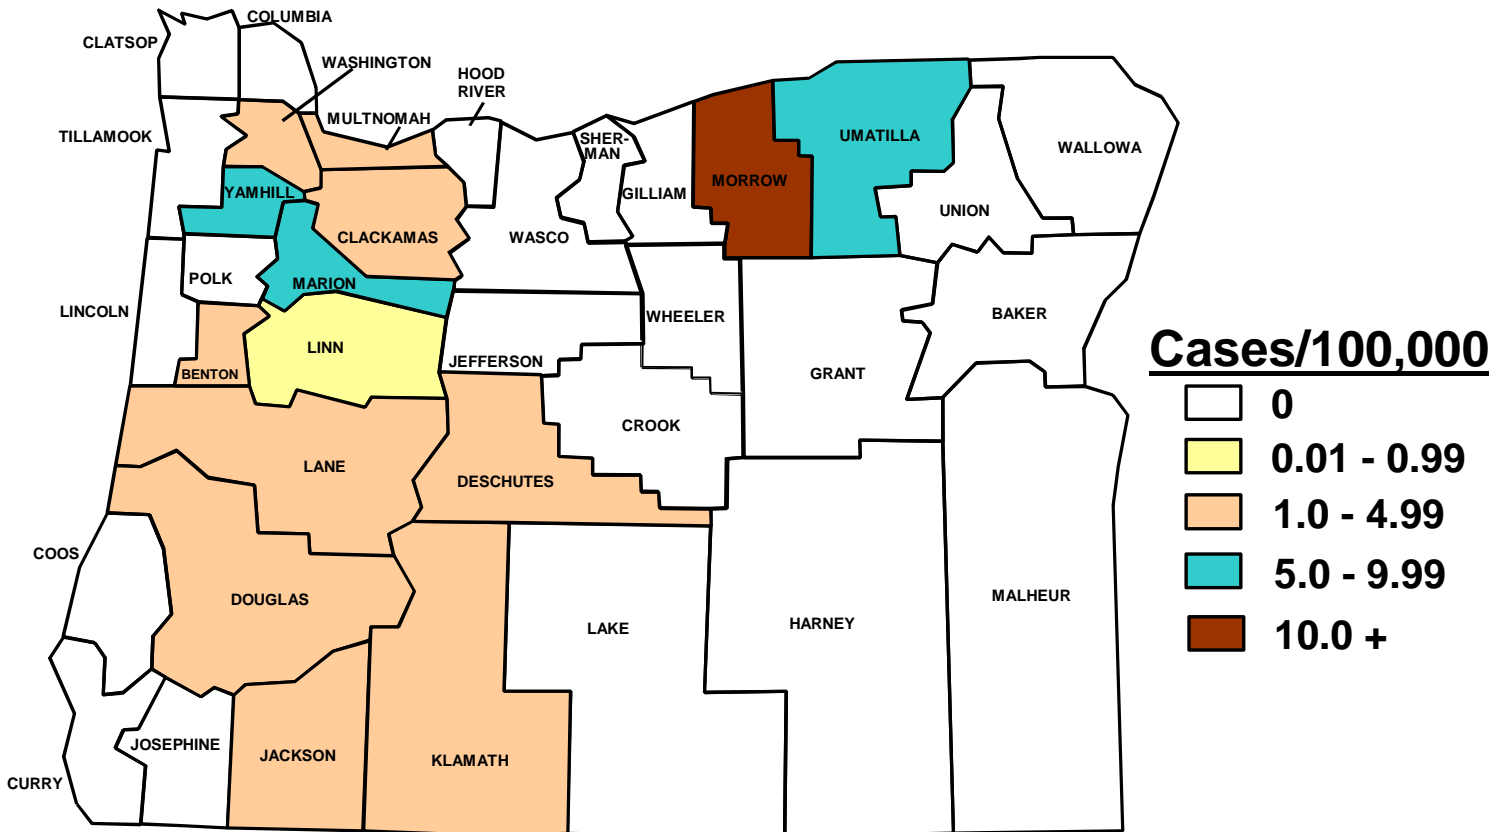 COLUMBIA
CLATSOP
WASHINGTON
HOOD
RIVER
MULTNOMAH
TILLAMOOK
SHER-
MAN
UMATILLA
WALLOWA
MORROW
YAMHILL
GILLIAM
UNION
CLACKAMAS
WASCO
POLK
MARION
LINCOLN
WHEELER
BAKER
LINN
JEFFERSON
BENTON
GRANT
CROOK
LANE
DESCHUTES
COOS
DOUGLAS
LAKE
HARNEY
MALHEUR
JOSEPHINE
JACKSON
KLAMATH
CURRY
Cases/100,000
0
0.01 - 0.99
1.0 - 4.99
5.0 - 9.99
10.0 +